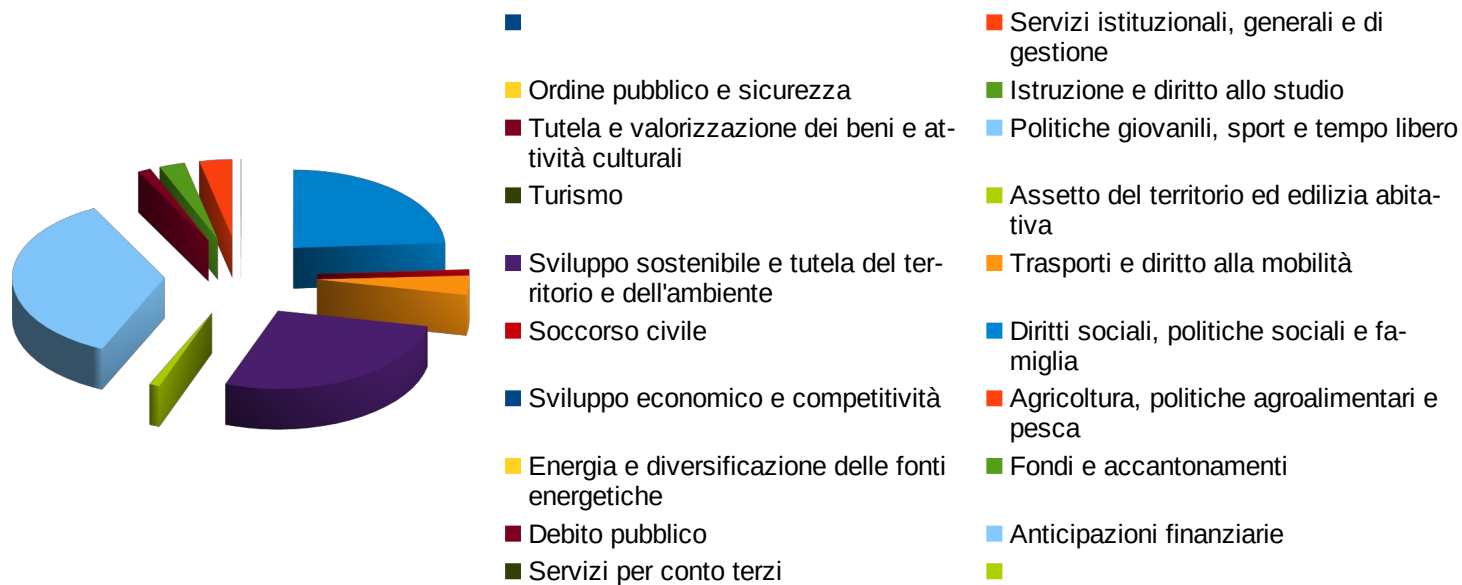 Servizi istituzionali, generali e di
gestione
Ordine pubblico e sicurezza
Istruzione e diritto allo studio
Tutela e valorizzazione dei beni e at-
tività culturali
Politiche giovanili, sport e tempo libero
Turismo
Assetto del territorio ed edilizia abita-
tiva
Sviluppo sostenibile e tutela del ter-
ritorio e dell'ambiente
Trasporti e diritto alla mobilità
Soccorso civile
Diritti sociali, politiche sociali e fa-
miglia
Sviluppo economico e competitività
Agricoltura, politiche agroalimentari e
pesca
Energia e diversificazione delle fonti
energetiche
Fondi e accantonamenti
Debito pubblico
Anticipazioni finanziarie
Servizi per conto terzi